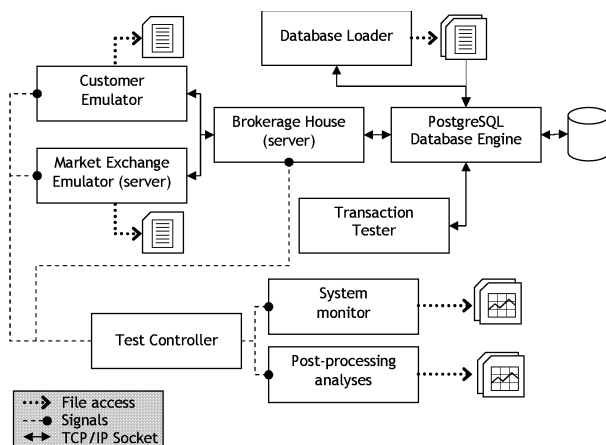 Database Loader
Customer
Emulator
Brokerage House
(server)
PostgreSQL
Database Engine
Market Exchange
Emulator (server)
Transaction
Tester
System
monitor
Test Controller
Post-processing
analyses
File access
Signals
TCP/IP Socket